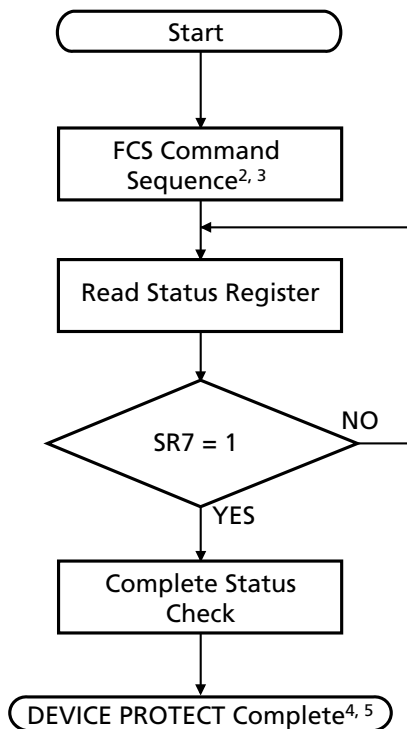 Start
FCS Command
Sequence2, 3
Read Status Register
SR7 = 1
NO
YES
Complete Status
Check
DEVICE PROTECT Complete4, 5